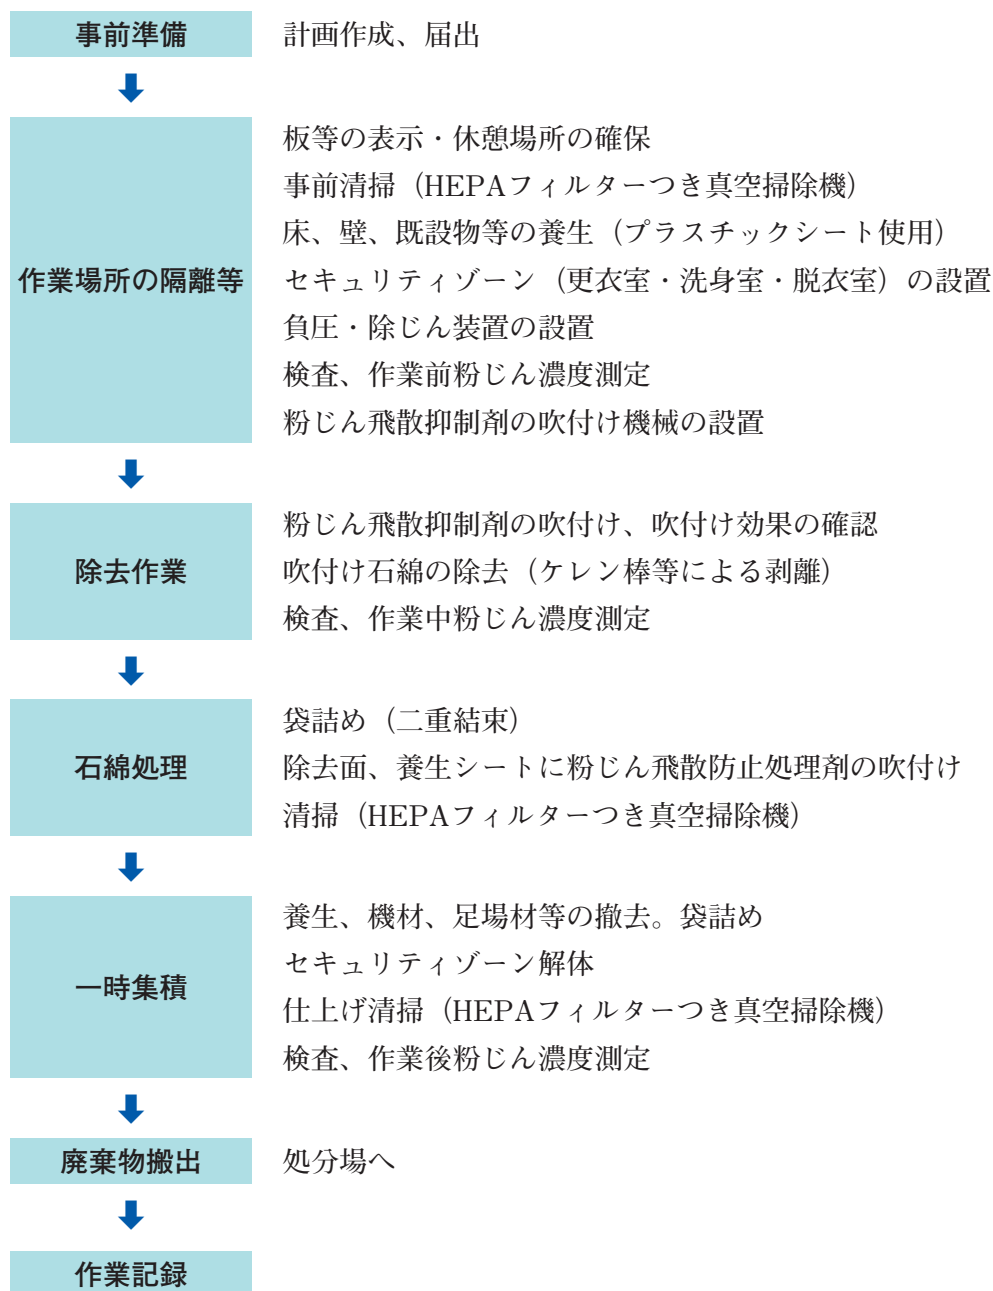 事前準備 計画作成、届出
板等の表示・休憩場所の確保
事前清掃（HEPAフィルターつき真空掃除機）
床、壁、既設物等の養生（プラスチックシート使用）
作業場所の隔離等 セキュリティゾーン（更衣室・洗身室・脱衣室）の設置
負圧・除じん装置の設置
検査、作業前粉じん濃度測定
粉じん飛散抑制剤の吹付け機械の設置
粉じん飛散抑制剤の吹付け、吹付け効果の確認
除去作業 吹付け石綿の除去（ケレン棒等による剥離）
検査、作業中粉じん濃度測定
袋詰め（二重結束）
石綿処理 除去面、養生シートに粉じん飛散防止処理剤の吹付け
清掃（HEPAフィルターつき真空掃除機）
養生、機材、足場材等の撤去。袋詰め
セキュリティゾーン解体
一時集積
仕上げ清掃（HEPAフィルターつき真空掃除機）
検査、作業後粉じん濃度測定
廃棄物搬出 処分場へ
作業記録